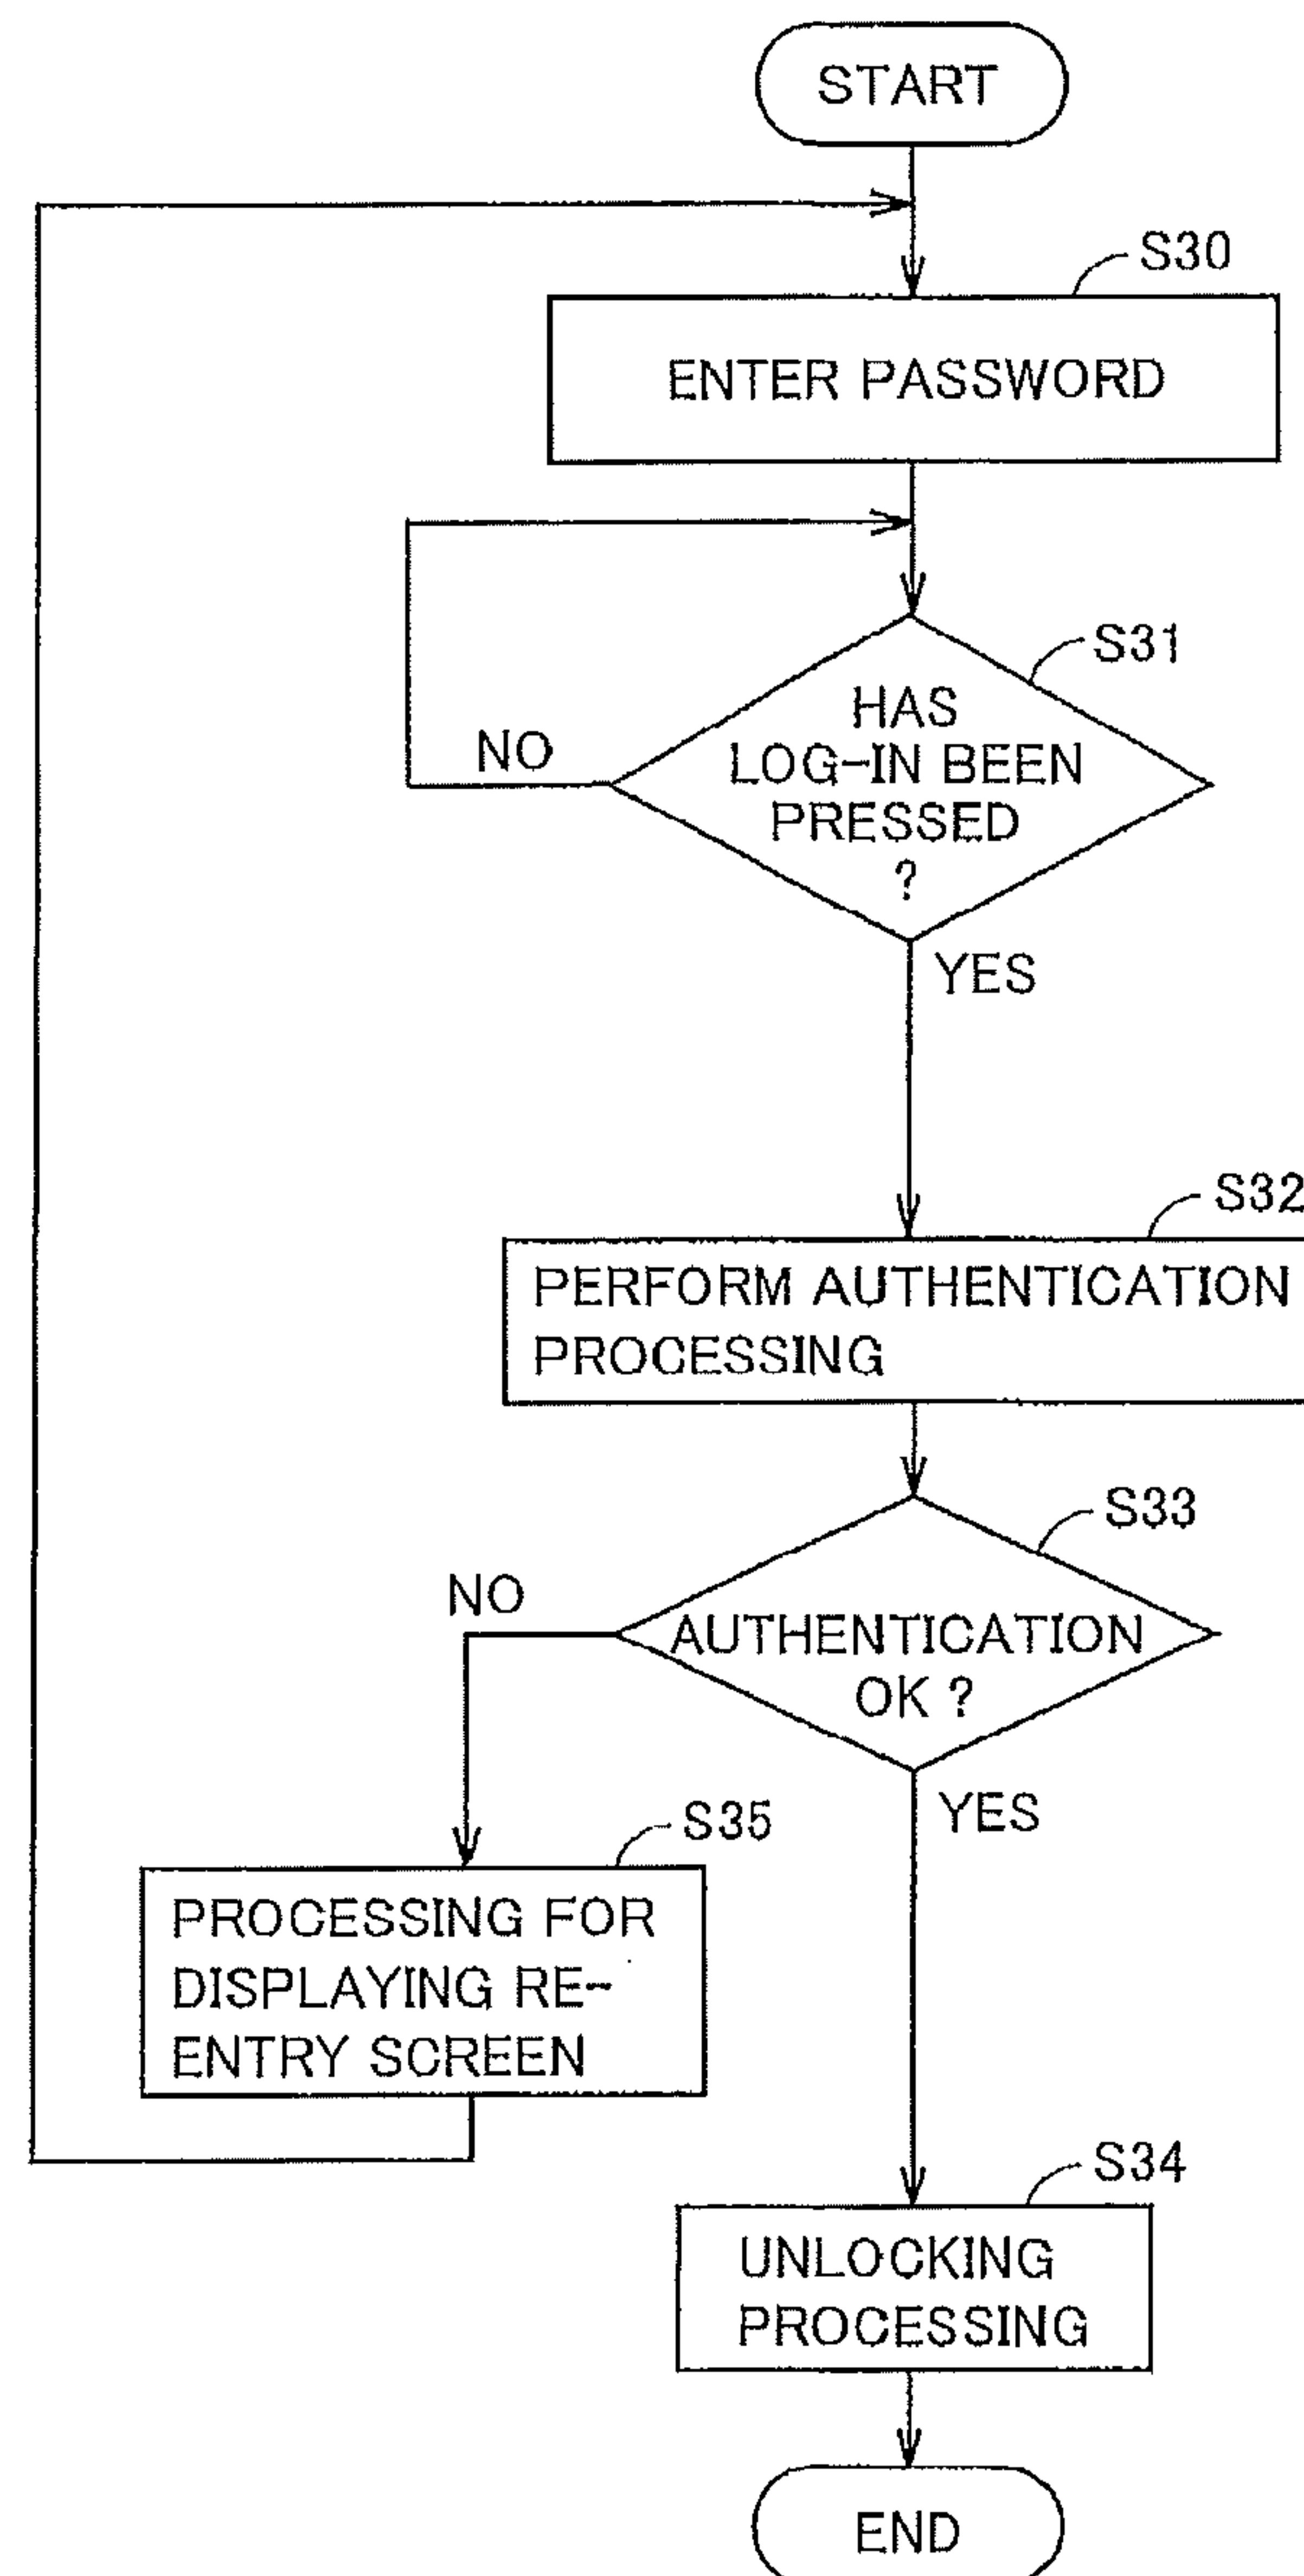 START
S30
ENTER PASSWORD
S31
HAS
LOG-IN BEEN
PRESSED
?
NO
YES
S32
PERFORM AUTHENTICATION
PROCESSING
S33
AUTHENTICATION
OK ?
NO
YES
S35
PROCESSING FOR
DISPLAYING RE-
ENTRY SCREEN
S34
UNLOCKING
PROCESSING
END